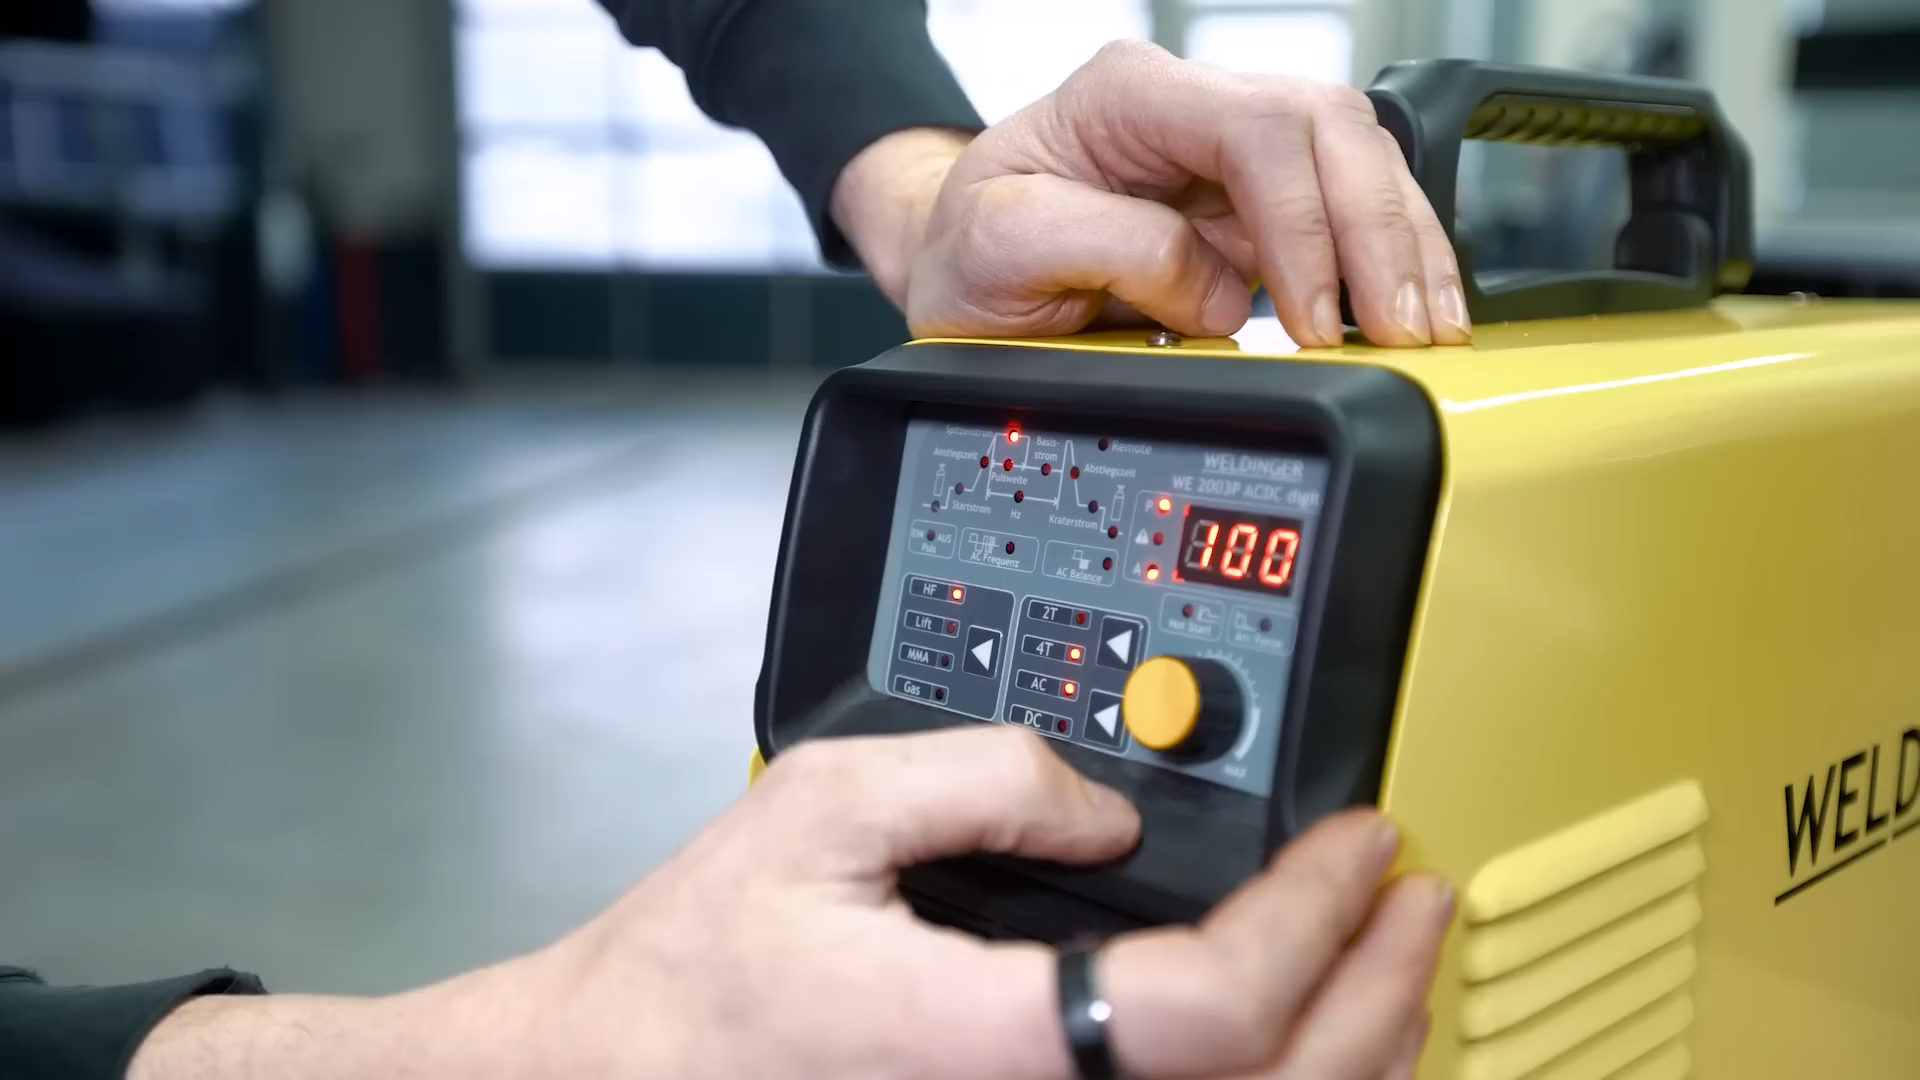 Spitzenstrom
Basis-
strom
Remote
Anstiegszeit
Abstiegszeit
Pulsweite
Startstrom
Hz
Kraterstrom
WELDINGER
WE 2003P ACDC digit
P
A
100
EIN AUS
Puls
AC Frequenz
AC Balance
HF
Lift
MMA
Gas
2T
4T
AC
DC
Hot Start
Arc Force
MAX
WELD